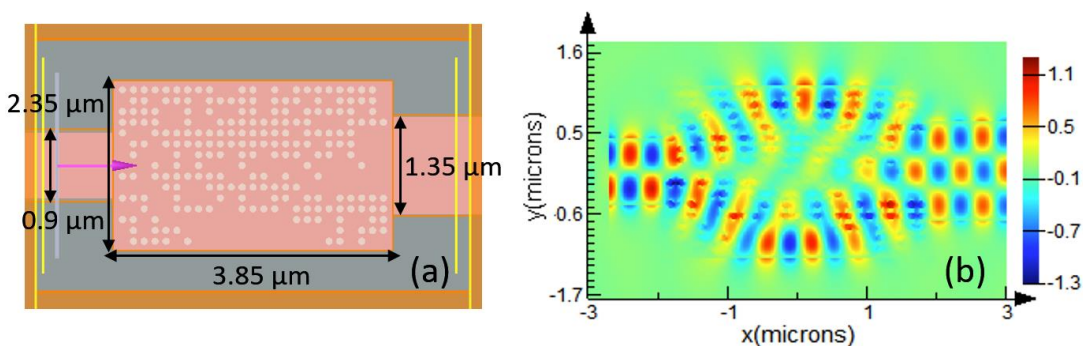 2.35 μm
0.9 μm
1.35 μm
3.85 μm
(a)
y(microns)
1.6
0.5
-0.6
-1.7
-3
-1
1
3
x(microns)
(b)
1.1
0.5
-0.1
-0.7
-1.3